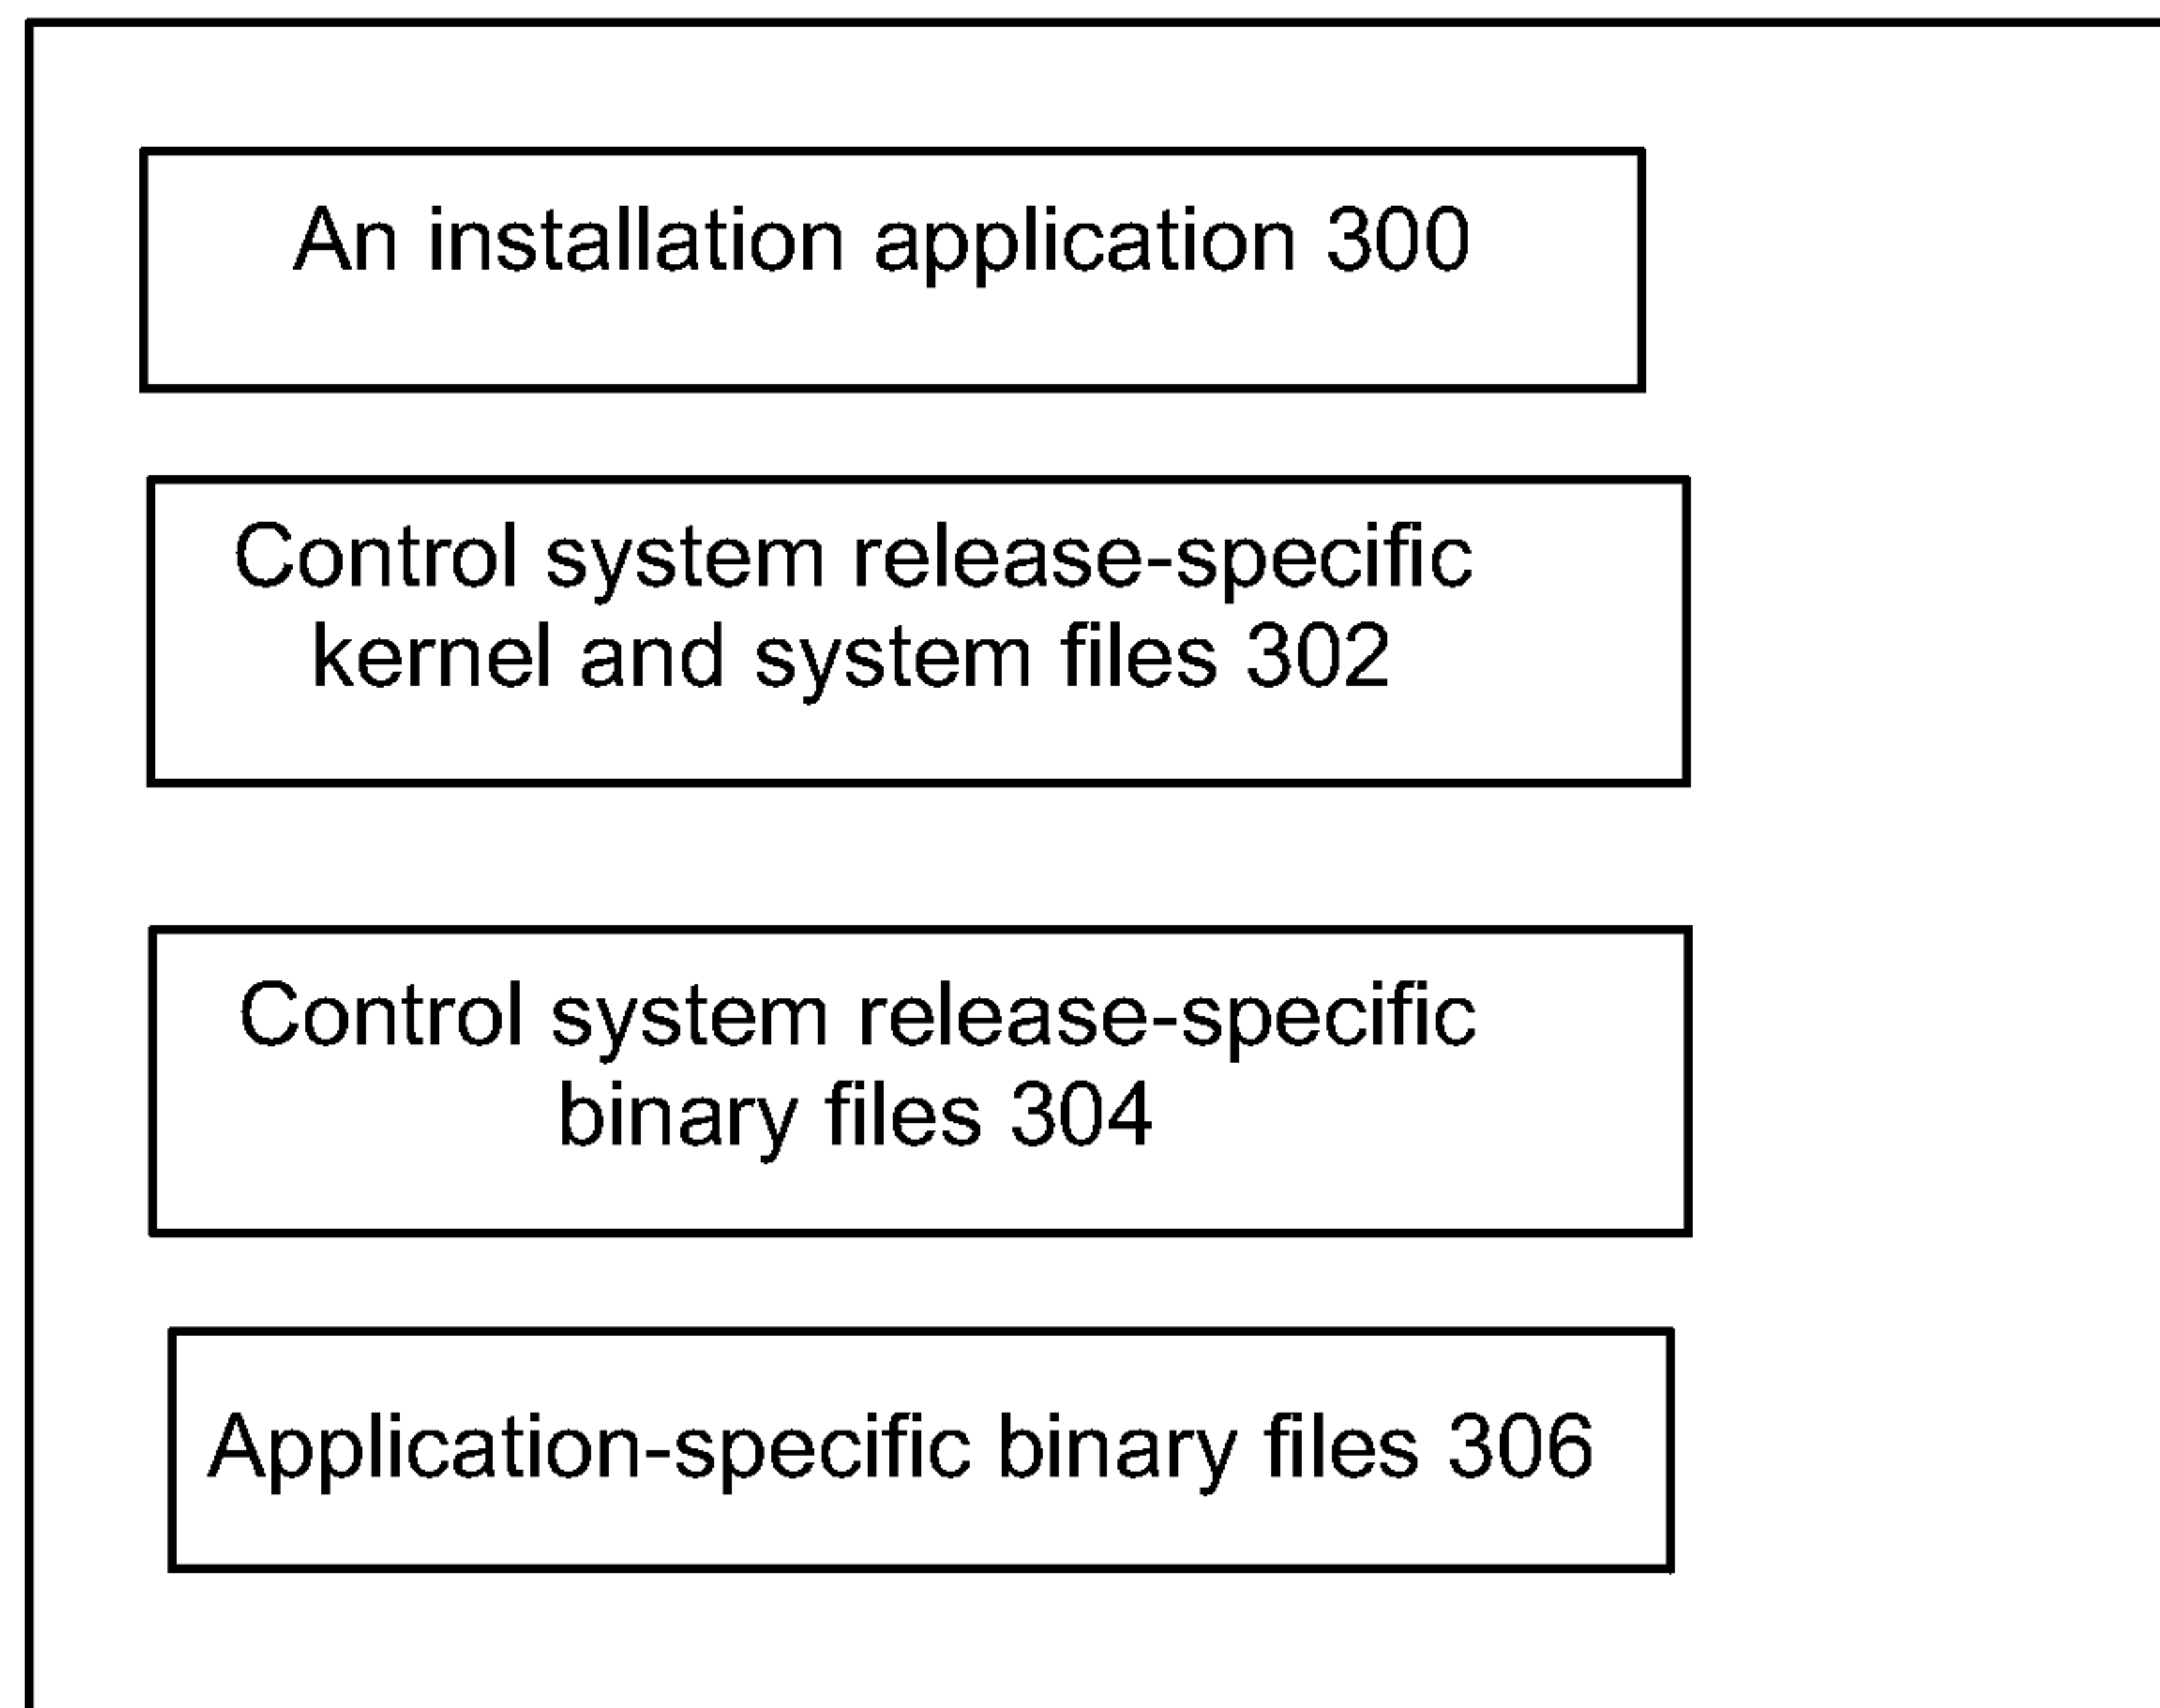 An installation application 300
Control system release-specific
kernel and system files 302
Control system release-specific
binary files 304
Application-specific binary files 306